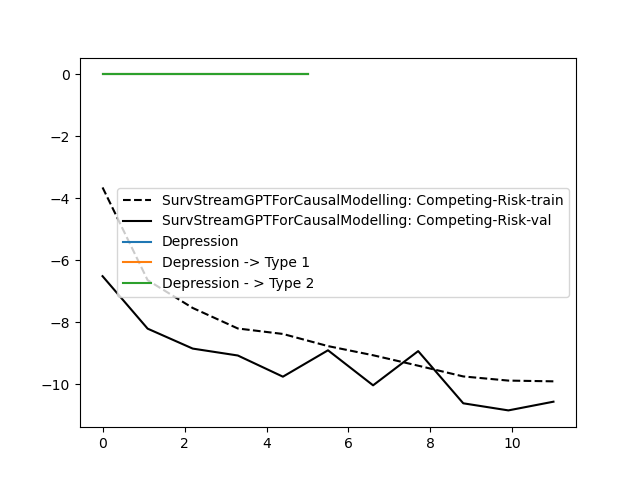 0
−2
−4
−6
−8
−10
SurvStreamGPTForCausalModelling: Competing-Risk-train
SurvStreamGPTForCausalModelling: Competing-Risk-val
Depression
Depression -> Type 1
Depression - > Type 2
0 2 4 6 8 10